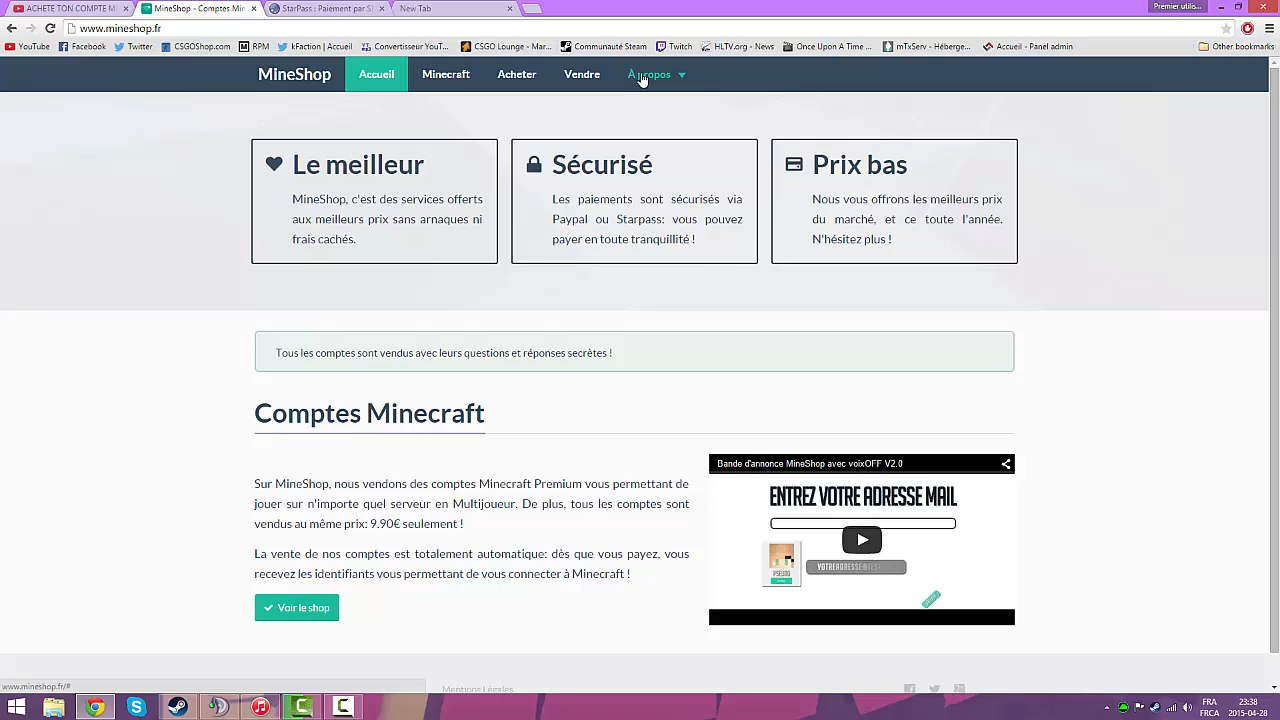 ACHETE TON COMPTE M
MineShop - Comptes Min
StarPass : Paiement par S
New Tab
Premier utilis...
www.mineshop.fr
YouTube
Facebook
Twitter
CSGOShop.com
RPM
kFaction | Accueil
Convertisseur You...
CSGO Lounge - Mar...
Communauté Steam
Twitch
HLTV.org - News
Once Upon A Time ...
mTxServ - Héberge...
Accueil - Panel admin
Other bookmarks
MineShop
Accueil
Minecraft
Acheter
Vendre
À propos
Le meilleur
MineShop, c'est des services offerts
aux meilleurs prix sans arnaques ni
frais cachés.
Sécurisé
Les paiements sont sécurisés via
Paypal ou Starpass: vous pouvez
payer en toute tranquillité !
Prix bas
Nous vous offrons les meilleurs prix
du marché, et ce toute l'année.
N'hésitez plus !
Tous les comptes sont vendus avec leurs questions et réponses secrètes !
Comptes Minecraft
Sur MineShop, nous vendons des comptes Minecraft Premium vous permettant de
jouer sur n'importe quel serveur en Multijoueur. De plus, tous les comptes sont
vendus au même prix: 9.90€ seulement !
La vente de nos comptes est totalement automatique: dès que vous payez, vous
recevez les identifiants vous permettant de vous connecter à Minecraft !
Voir le shop
Bande d'annonce MineShop avec voixOFF V2.0
ENTREZ VOTRE ADRESSE MAIL
PSEUDO
VOTREADRESSE@TEST
Mentions Légales
www.mineshop.fr/#
FRA
FRCA
23:38
2015-04-28